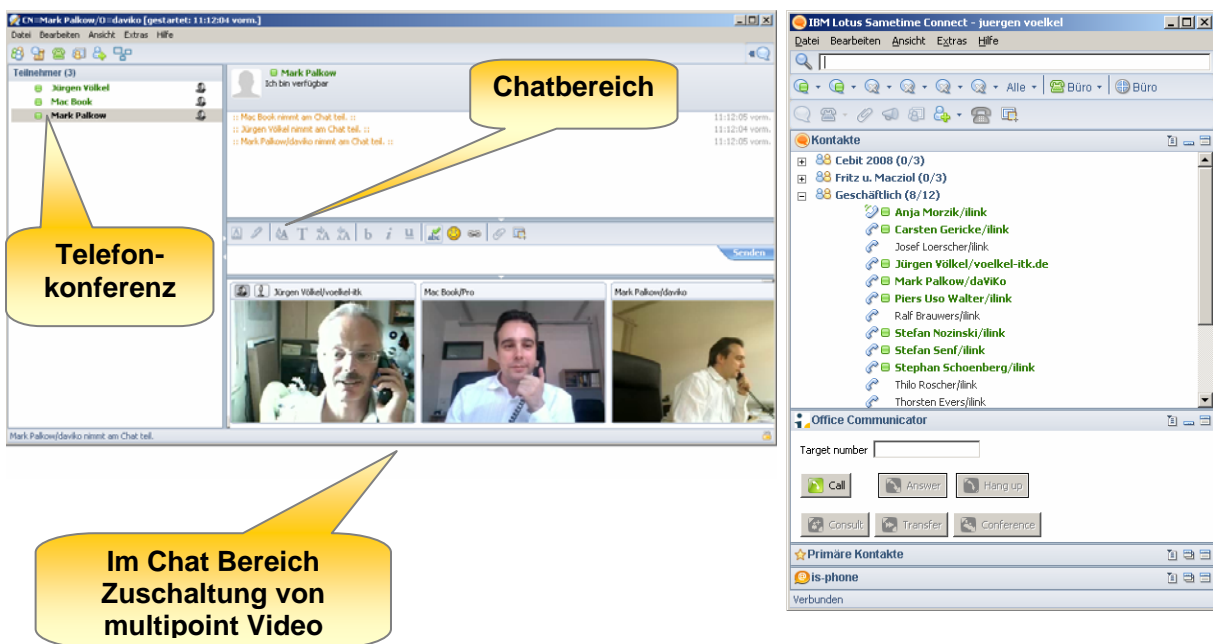 CN=Mark Palkow/O=daviko [gestartet: 11:12:04 vorm.]
Datei Bearbeiten Ansicht Extras Hilfe
Teilnehmer (3)
Jürgen Völkel
Mac Book
Mark Palkow
Mark Palkow
Ich bin verfügbar
:: Mac Book nimmt am Chat teil. :: 11:12:05 vorm.
:: Jürgen Völkel nimmt am Chat teil. :: 11:12:04 vorm.
:: Mark Palkow/daviko nimmt am Chat teil. :: 11:12:05 vorm.
Chatbereich
Telefon-
konferenz
A T A A b i u
Senden
Jürgen Völkel/voelkel-itk
Mac Book/Pro
Mark Palkow/daviko
Mark Palkow/daviko nimmt am Chat teil.
Im Chat Bereich
Zuschaltung von
multipoint Video
IBM Lotus Sametime Connect - juergen voelkel
Datei Bearbeiten Ansicht Extras Hilfe
Alle Büro Büro
Kontakte
Cebit 2008 (0/3)
Fritz u. Macziol (0/3)
Geschäftlich (8/12)
Anja Morzik/ilink
Carsten Gericke/ilink
Josef Loerscher/ilink
Jürgen Völkel/voelkel-itk.de
Mark Palkow/daViKo
Piers Uso Walter/ilink
Ralf Brauwers/ilink
Stefan Nozinski/ilink
Stefan Senf/ilink
Stephan Schoenberg/ilink
Thilo Roscher/ilink
Thorsten Evers/ilink
Office Communicator
Target number
Call Answer Hang up
Consult Transfer Conference
Primäre Kontakte
is-phone
Verbunden